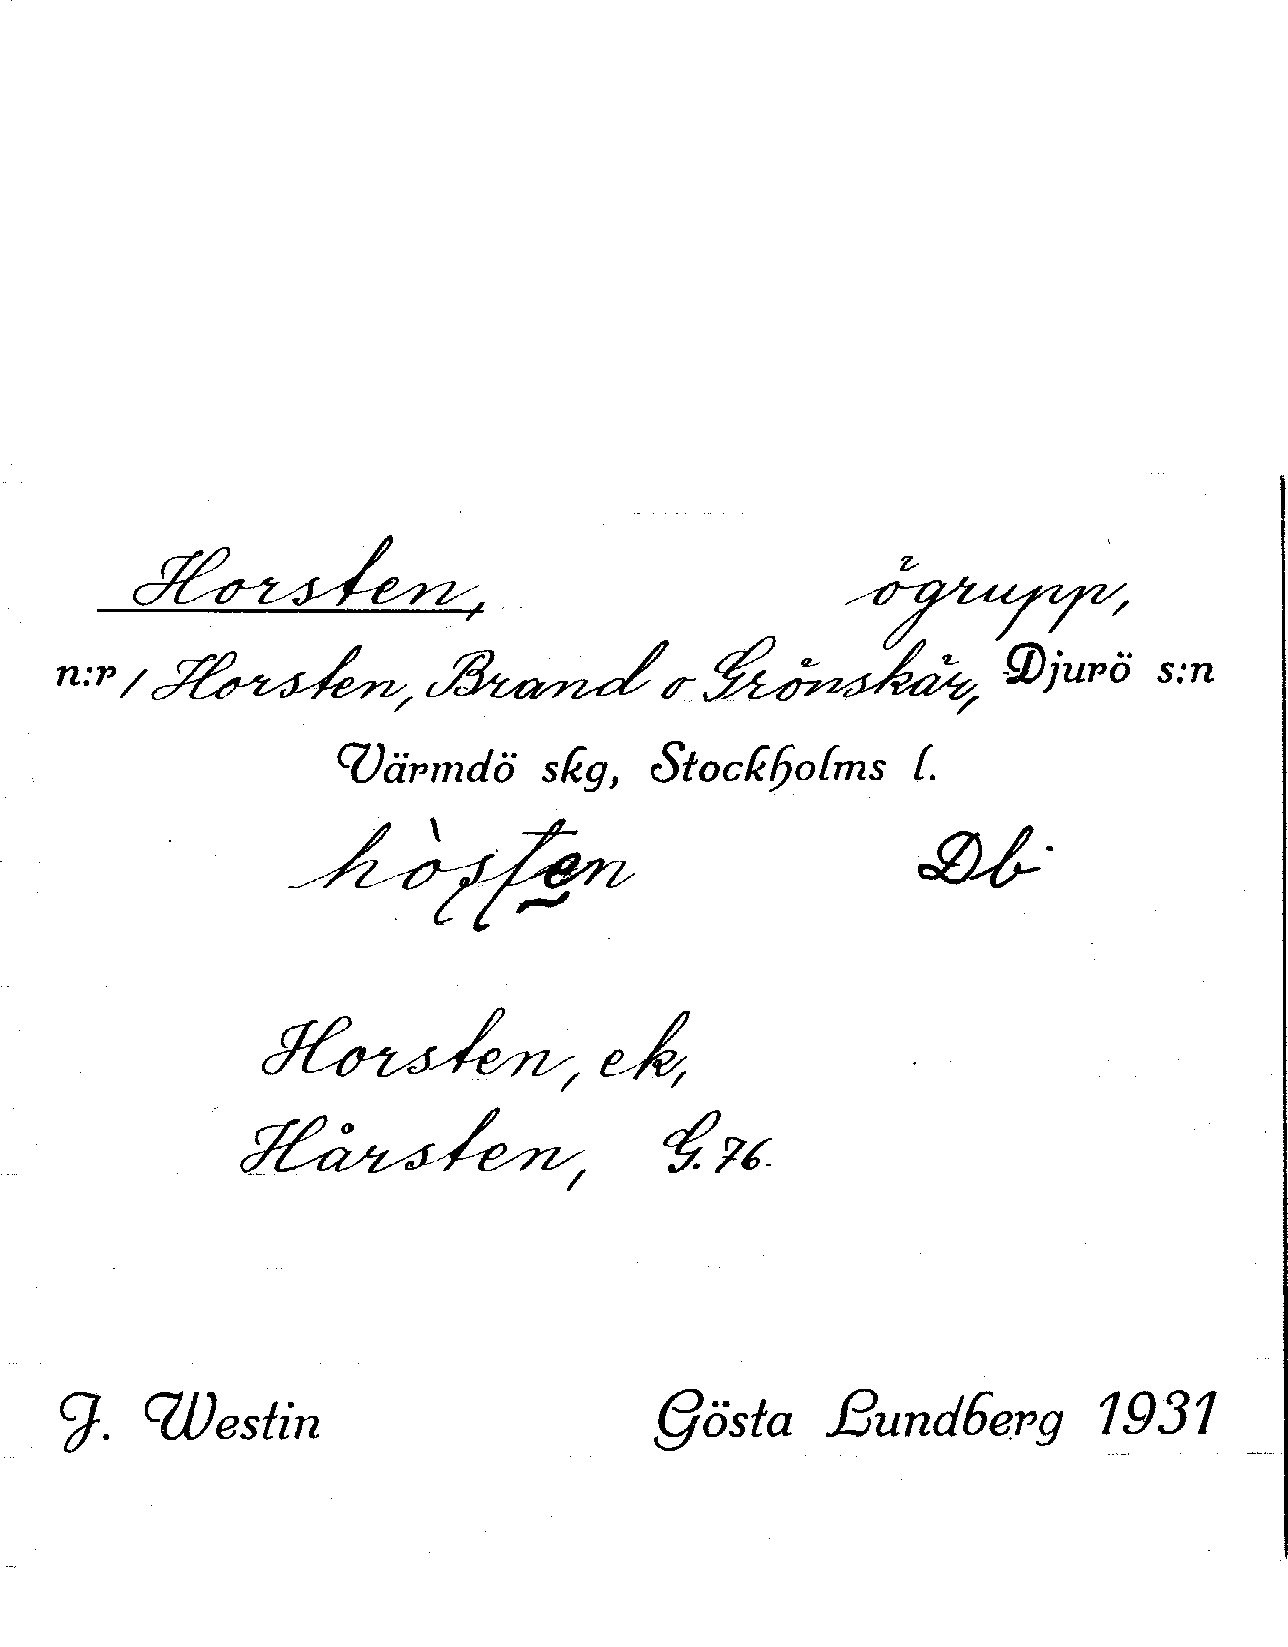 Horsten, ögrupp,
n:r 1 Horsten, Brand o Grönskär, Djurö s:n
Värmdö skg, Stockholms l.
hòsten Db
Horsten, ek,
Hårsten, G. 76.
J. Westin Gösta Lundberg 1931